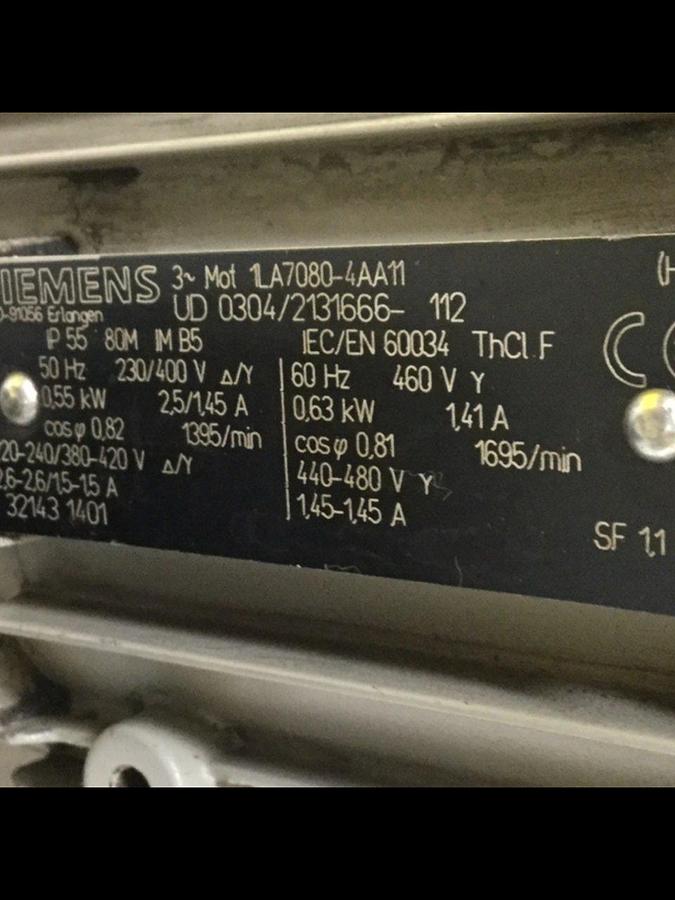 SIEMENS 3~ Mot 1LA7080-4AA11
D-91056 Erlangen UD 0304/2131666- 112
IP 55 80M IM B5 IEC/EN 60034 ThCl.F
50 Hz 230/400 V Δ/Y
0,55 kW 2,5/1,45 A
cosφ 0,82 1395/min
220-240/380-420 V Δ/Y
2,6-2,6/1,5-1,5 A
32143 1401
60 Hz 460 V Y
0,63 kW 1,41 A
cosφ 0,81 1695/min
440-480 V Y
1,45-1,45 A
CE
SF 1,1